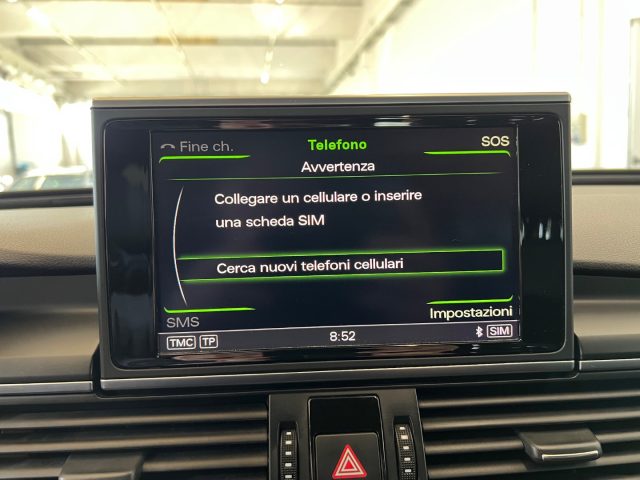 Fine ch.
Telefono
SOS
Avvertenza
Collegare un cellulare o inserire
una scheda SIM
Cerca nuovi telefoni cellulari
SMS
Impostazioni
TMC TP
8:52
SIM